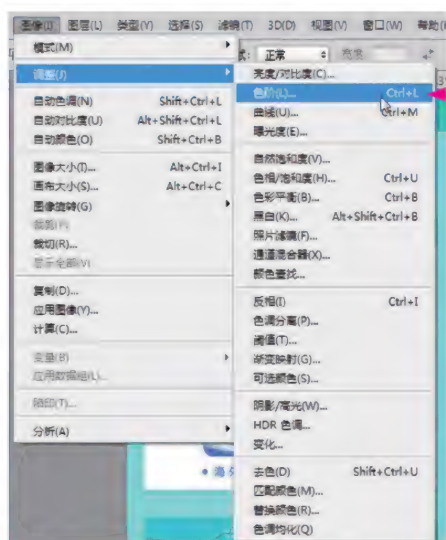 图像(I) 图层(L) 类型(Y) 选择(S) 滤镜(T) 3D(D) 视图(V) 窗口(W) 帮助(
正常
宽度
模式(M)
调整(J)
自动色调(N) Shift+Ctrl+L
自动对比度(U) Alt+Shift+Ctrl+L
自动颜色(O) Shift+Ctrl+B
图像大小(I)... Alt+Ctrl+I
画布大小(S)... Alt+Ctrl+C
图像旋转(G)
裁剪(P)
裁切(R)...
显示全部(V)
复制(D)...
应用图像(Y)...
计算(C)...
变量(B)
应用数据组(L)...
陷印(T)...
分析(A)
亮度/对比度(C)...
色阶(L)... Ctrl+L
曲线(U)... Ctrl+M
曝光度(E)...
自然饱和度(V)...
色相/饱和度(H)... Ctrl+U
色彩平衡(B)... Ctrl+B
黑白(K)... Alt+Shift+Ctrl+B
照片滤镜(F)...
通道混合器(X)...
颜色查找...
反相(I) Ctrl+I
色调分离(P)...
阈值(T)...
渐变映射(G)...
可选颜色(S)...
阴影/高光(W)...
HDR 色调...
变化...
去色(D) Shift+Ctrl+U
匹配颜色(M)...
替换颜色(R)...
色调均化(Q)
• 海外